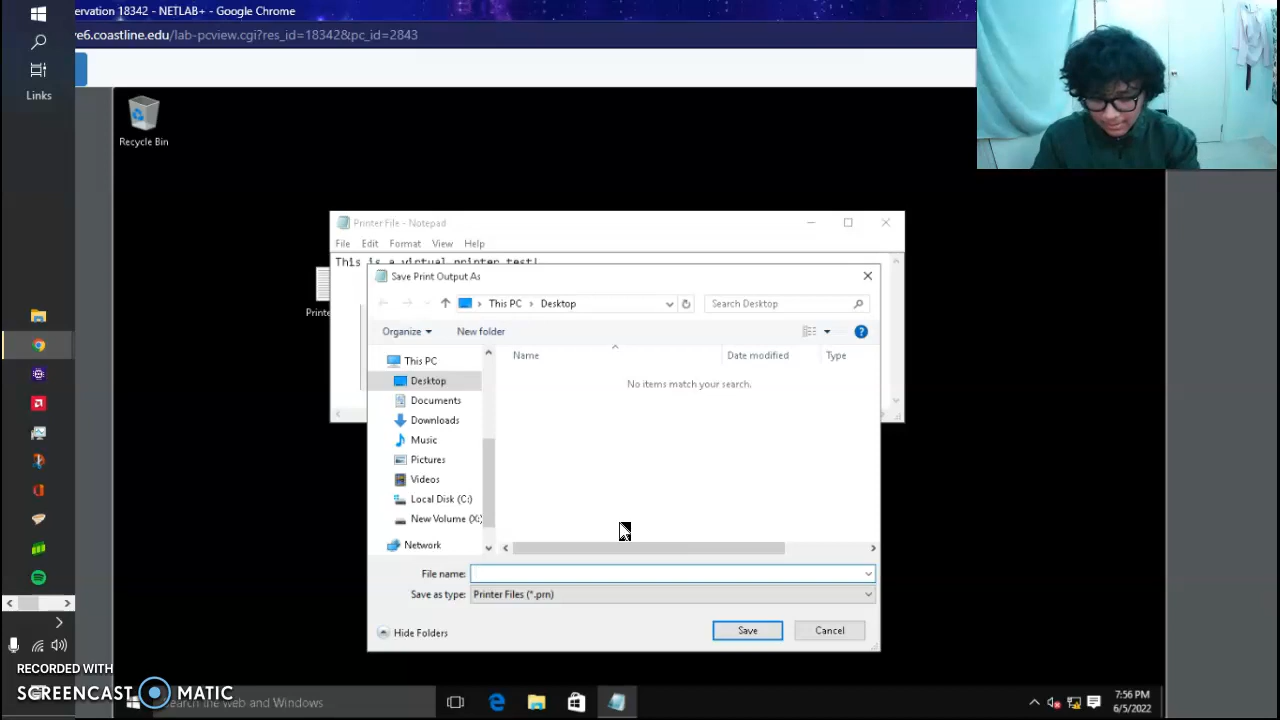 ervation 18342 - NETLAB+ - Google Chrome
ve6.coastline.edu/lab-pcview.cgi?res_id=18342&pc_id=2843
Links
Recycle Bin
Printe
Printer File - Notepad
File Edit Format View Help
This is a virtual printer test!
Save Print Output As
This PC > Desktop
Search Desktop
Organize
New folder
Name
Date modified
Type
No items match your search.
This PC
Desktop
Documents
Downloads
Music
Pictures
Videos
Local Disk (C:)
New Volume (X:)
Network
File name:
Save as type: Printer Files (*.prn)
Hide Folders
Save
Cancel
RECORDED WITH
SCREENCAST MATIC
Search the web and Windows
7:56 PM
6/5/2022